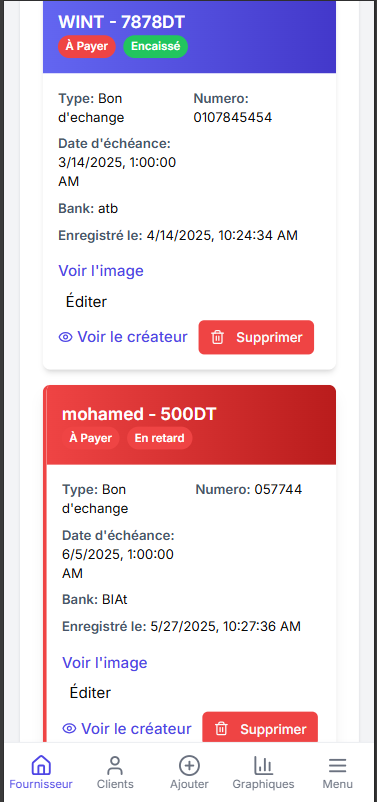 WINT - 7878DT
À Payer Encaissé
Type: Bon Numero:
d'echange 0107845454
Date d'échéance:
3/14/2025, 1:00:00
AM
Bank: atb
Enregistré le: 4/14/2025, 10:24:34 AM
Voir l'image
Éditer
Voir le créateur Supprimer
mohamed - 500DT
À Payer En retard
Type: Bon Numero: 057744
d'echange
Date d'échéance:
6/5/2025, 1:00:00
AM
Bank: BIAt
Enregistré le: 5/27/2025, 10:27:36 AM
Voir l'image
Éditer
Voir le créateur Supprimer
Fournisseur Clients Ajouter Graphiques Menu